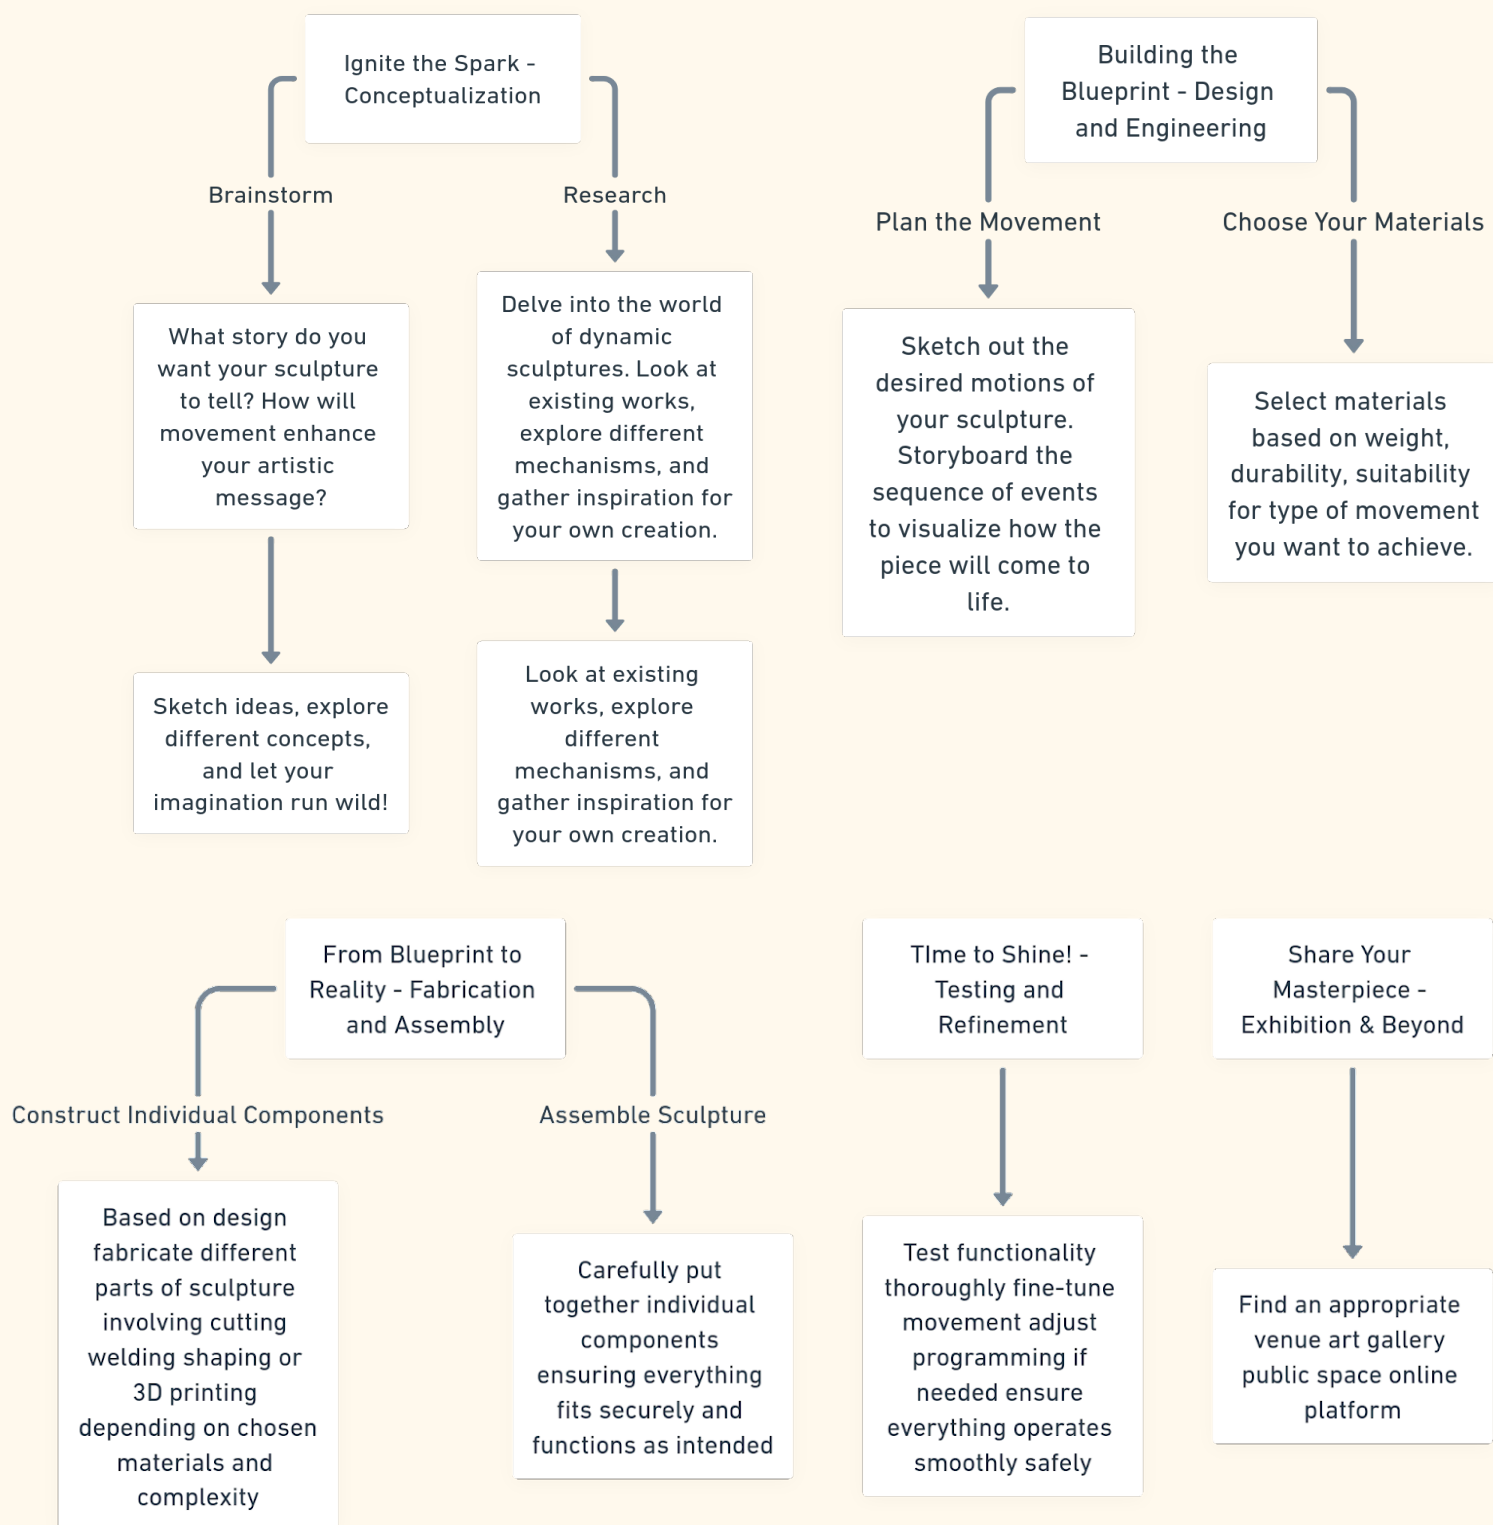 Ignite the Spark -
Conceptualization
Brainstorm
Research
What story do you
want your sculpture
to tell? How will
movement enhance
your artistic
message?
Sketch ideas, explore
different concepts,
and let your
imagination run wild!
Delve into the world
of dynamic
sculptures. Look at
existing works,
explore different
mechanisms, and
gather inspiration for
your own creation.
Look at existing
works, explore
different
mechanisms, and
gather inspiration for
your own creation.
Building the
Blueprint - Design
and Engineering
Plan the Movement
Choose Your Materials
Sketch out the
desired motions of
your sculpture.
Storyboard the
sequence of events
to visualize how the
piece will come to
life.
Select materials
based on weight,
durability, suitability
for type of movement
you want to achieve.
From Blueprint to
Reality - Fabrication
and Assembly
Construct Individual Components
Assemble Sculpture
Based on design
fabricate different
parts of sculpture
involving cutting
welding shaping or
3D printing
depending on chosen
materials and
complexity
Carefully put
together individual
components
ensuring everything
fits securely and
functions as intended
TIme to Shine! -
Testing and
Refinement
Test functionality
thoroughly fine-tune
movement adjust
programming if
needed ensure
everything operates
smoothly safely
Share Your
Masterpiece -
Exhibition & Beyond
Find an appropriate
venue art gallery
public space online
platform